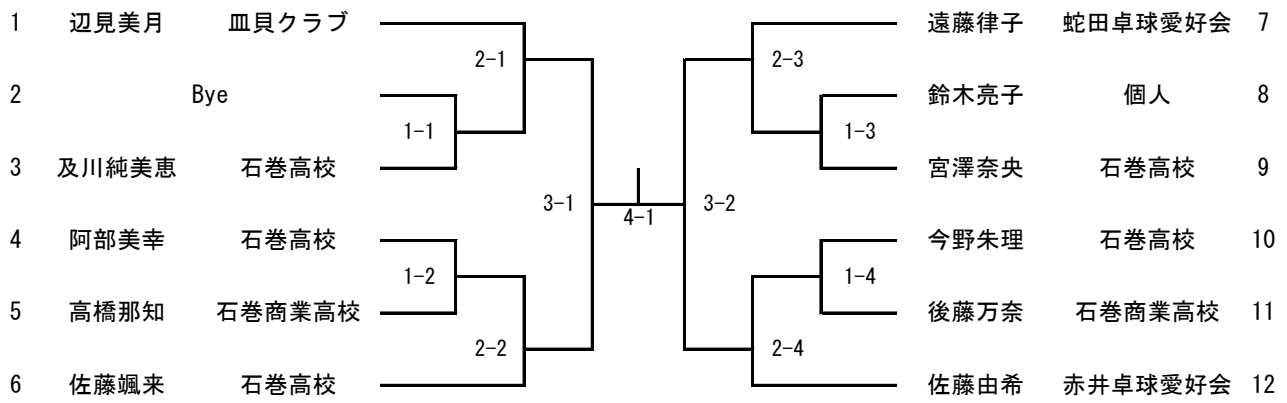 1 辺見美月 皿貝クラブ
2 Bye
3 及川純美恵 石巻高校
4 阿部美幸 石巻高校
5 高橋那知 石巻商業高校
6 佐藤颯来 石巻高校
2-1
1-1
3-1
1-2
2-2
4-1
2-3
1-3
3-2
1-4
2-4
遠藤律子 蛇田卓球愛好会 7
鈴木亮子 個人 8
宮澤奈央 石巻高校 9
今野朱理 石巻高校 10
後藤万奈 石巻商業高校 11
佐藤由希 赤井卓球愛好会 12